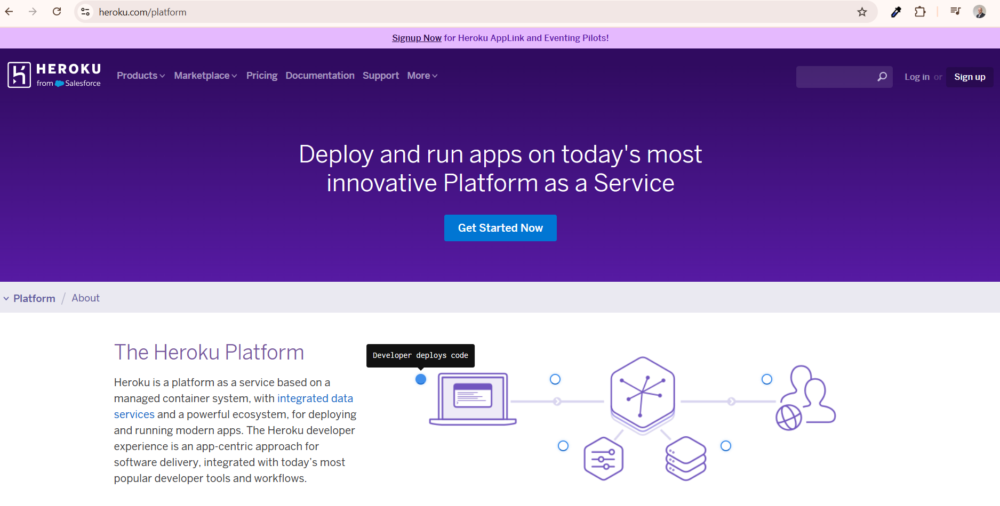 heroku.com/platform
Signup Now for Heroku AppLink and Eventing Pilots!
HEROKU
from Salesforce
Products
Marketplace
Pricing
Documentation
Support
More
Log in or
Sign up
Deploy and run apps on today's most
innovative Platform as a Service
Get Started Now
Platform / About
The Heroku Platform
Heroku is a platform as a service based on a
managed container system, with integrated data
services and a powerful ecosystem, for deploying
and running modern apps. The Heroku developer
experience is an app-centric approach for
software delivery, integrated with today’s most
popular developer tools and workflows.
Developer deploys code